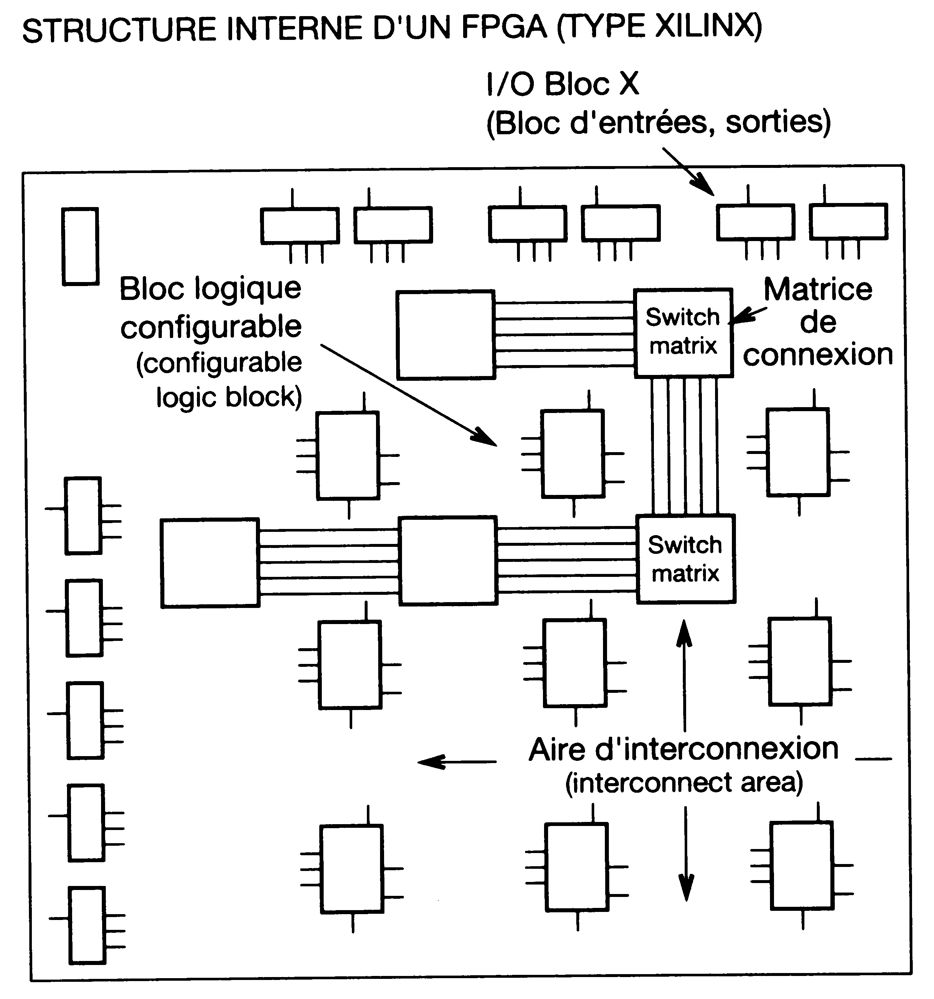 STRUCTURE INTERNE D'UN FPGA (TYPE XILINX)
I/O Bloc X
(Bloc d'entrées, sorties)
Bloc logique
configurable
(configurable
logic block)
Switch
matrix
Matrice
de
connexion
Switch
matrix
Aire d'interconnexion
(interconnect area)